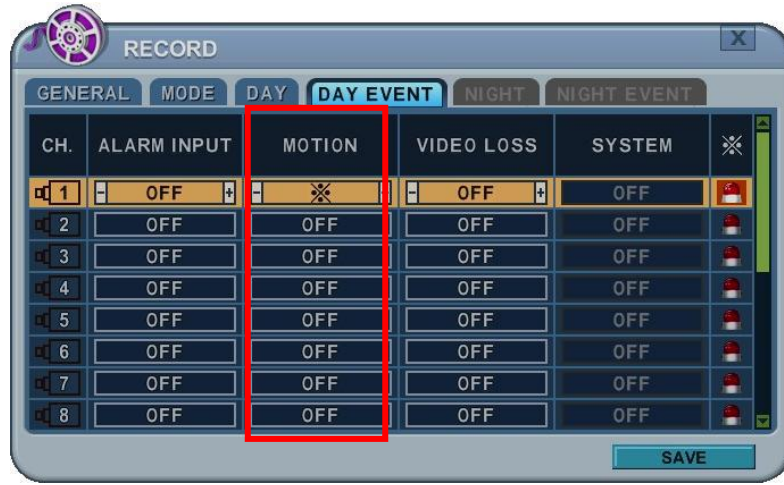 RECORD
X
GENERAL MODE DAY DAY EVENT NIGHT NIGHT EVENT
CH. ALARM INPUT MOTION VIDEO LOSS SYSTEM ※
1 - OFF + - ※ - OFF + OFF
2 OFF OFF OFF OFF
3 OFF OFF OFF OFF
4 OFF OFF OFF OFF
5 OFF OFF OFF OFF
6 OFF OFF OFF OFF
7 OFF OFF OFF OFF
8 OFF OFF OFF OFF
SAVE